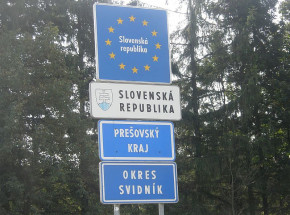 Slovenská
republika
SLOVENSKÁ
REPUBLIKA
PREŠOVSKÝ
KRAJ
OKRES
SVIDNÍK